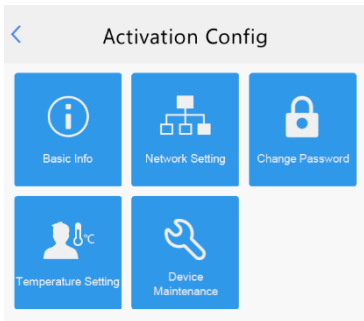 Activation Config
Basic Info
Network Setting
Change Password
°C
Temperature Setting
Device
Maintenance